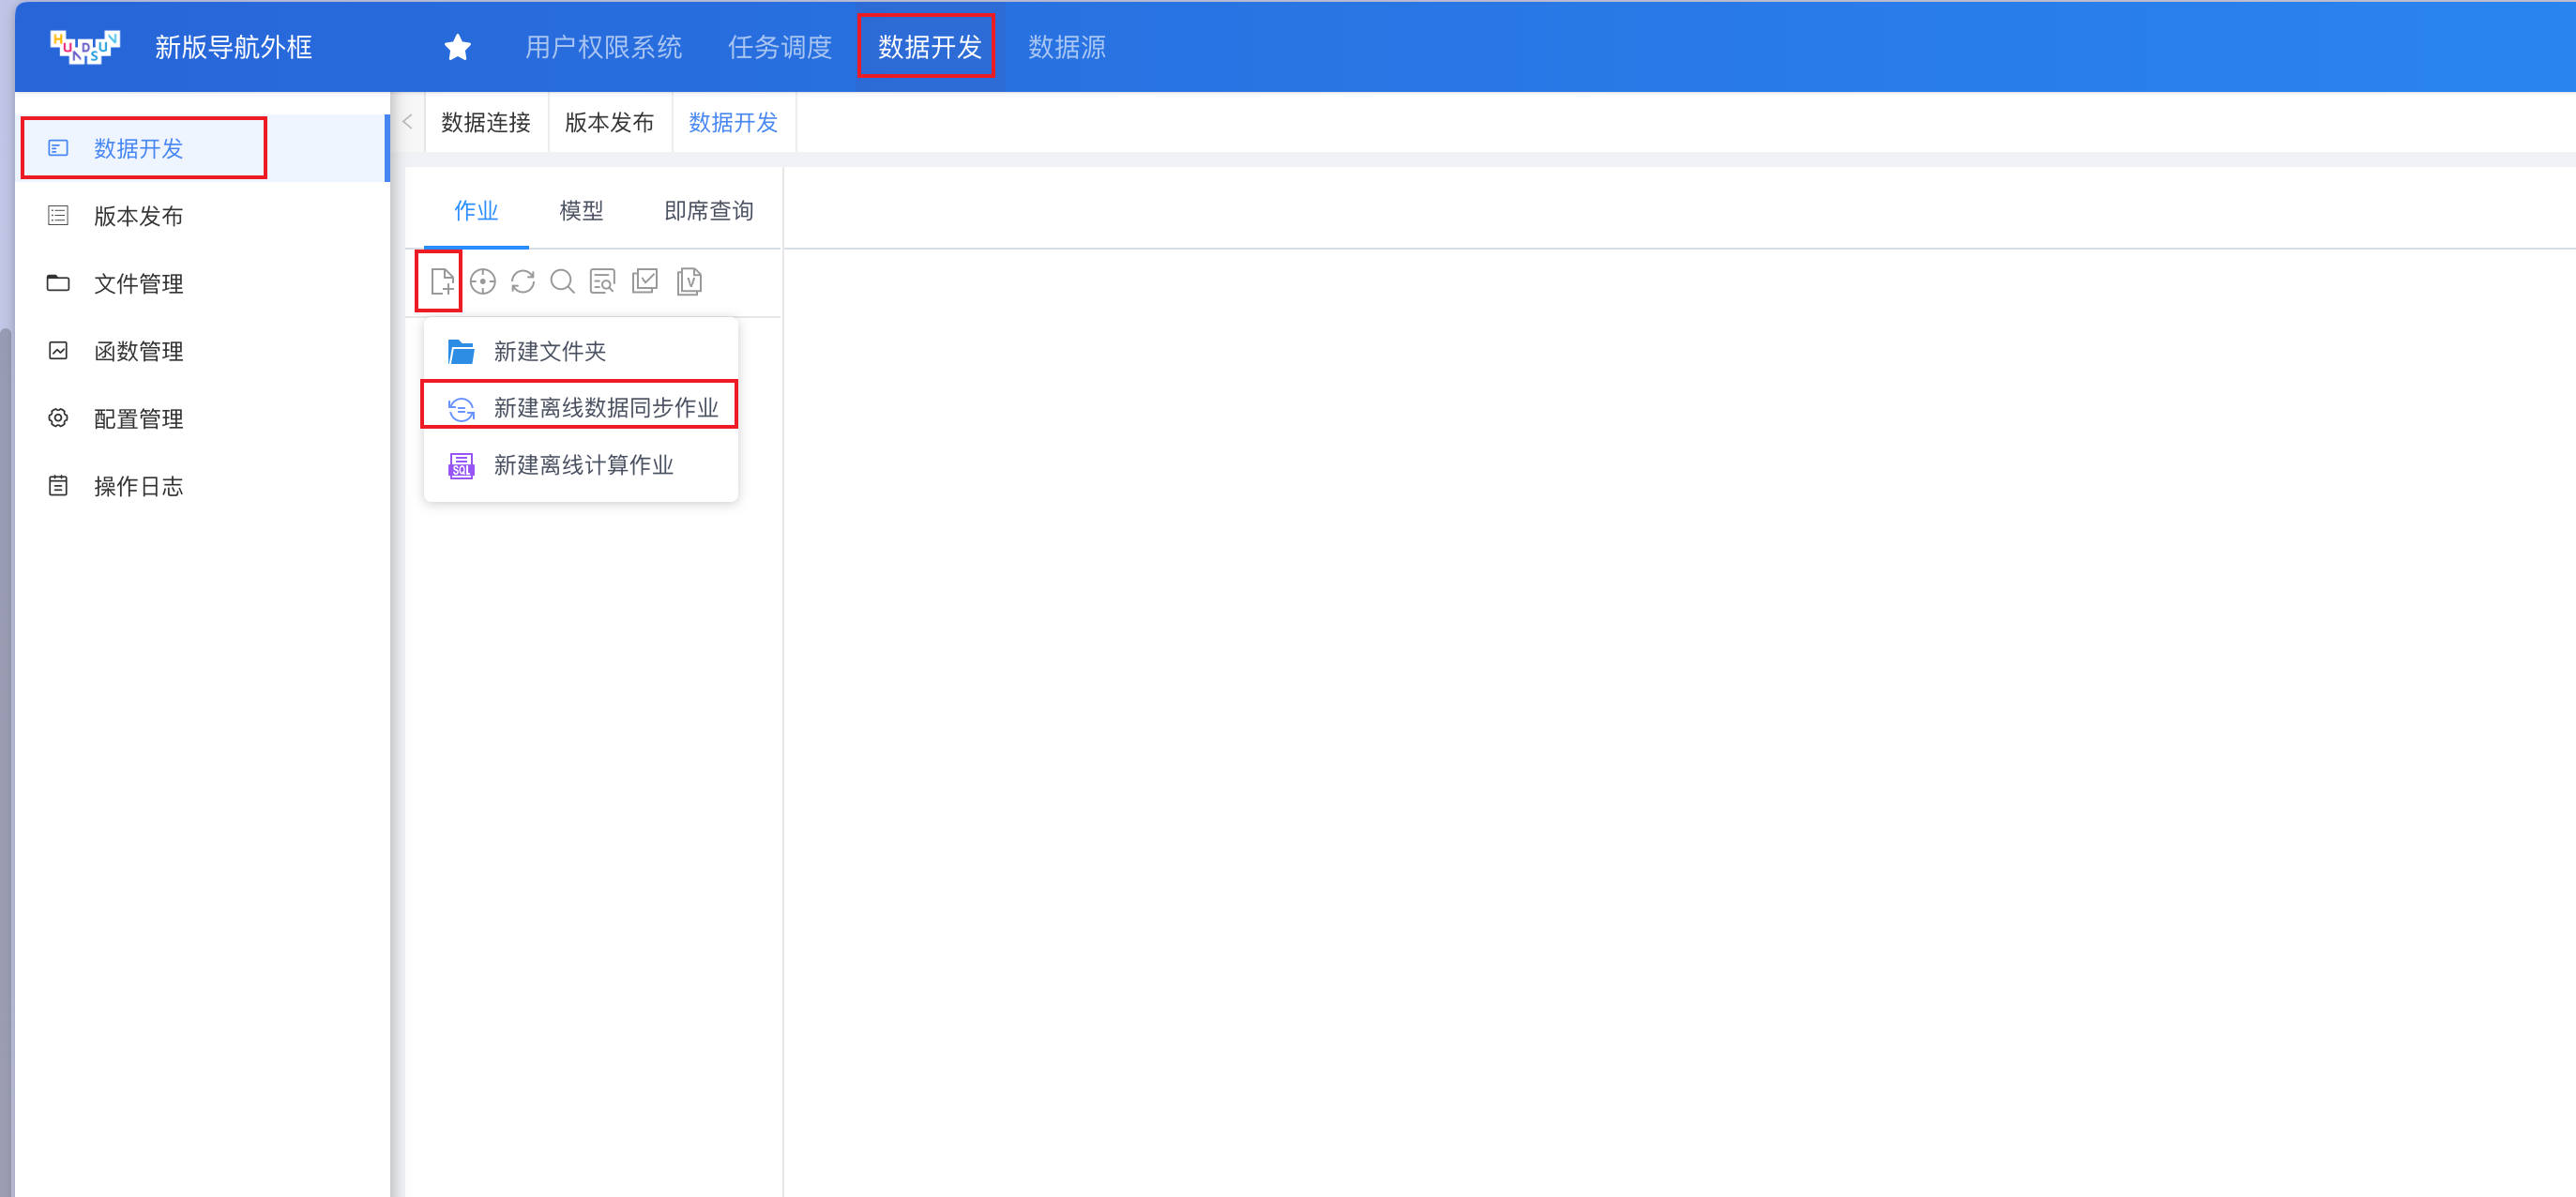 HUNDSUN 新版导航外框 用户权限系统 任务调度 数据开发 数据源
数据开发
版本发布
文件管理
函数管理
配置管理
操作日志
数据连接 版本发布 数据开发
作业 模型 即席查询
V
新建文件夹
新建离线数据同步作业
SQL 新建离线计算作业